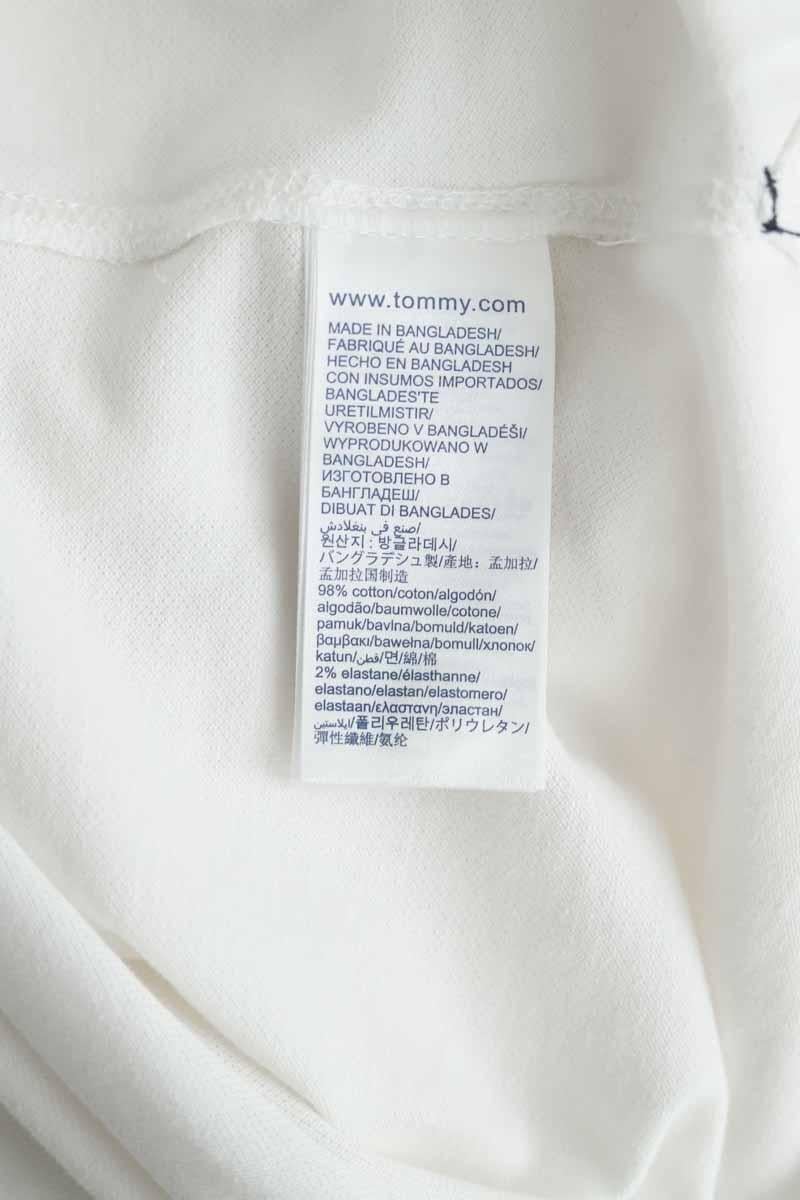 www.tommy.com
MADE IN BANGLADESH/
FABRIQUÉ AU BANGLADESH/
HECHO EN BANGLADESH
CON INSUMOS IMPORTADOS/
BANGLADES'TE
URETILMISTIR/
VYROBENO V BANGLADÉŠI/
WYPRODUKOWANO W
BANGLADESH/
ИЗГОТОВЛЕНО В
БАНГЛАДЕШ/
DIBUAT DI BANGLADES/
صنع في بنغلادش/
원산지 : 방글라데시/
バングラデシュ製/產地：孟加拉/
孟加拉国制造
98% cotton/coton/algodón/
algodão/baumwolle/cotone/
pamuk/bavlna/bomuld/katoen/
βαμβακι/bawełna/bomull/хлопок/
katun/قطن/면/綿/棉
2% elastane/élasthanne/
elastano/elastan/elastomero/
elastaan/ελαστανη/эластан/
ايلاستين/폴리우레탄/ポリウレタン/
彈性纖維/氨纶